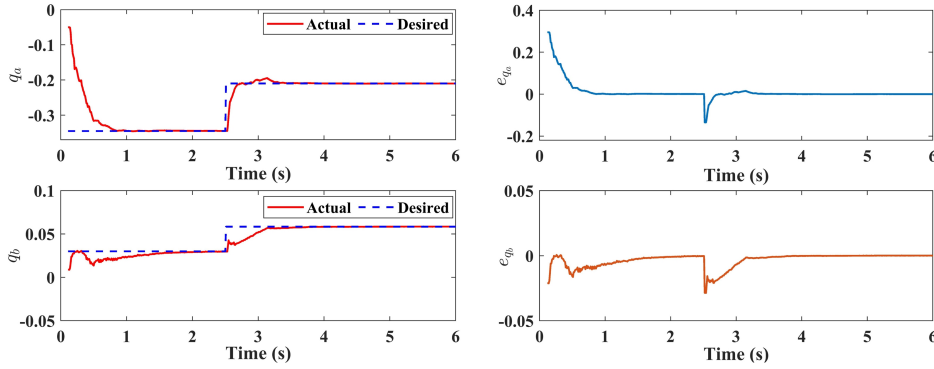 0
-0.1
-0.2
-0.3
q_a
Actual
Desired
0 1 2 3 4 5 6
Time (s)
0.4
0.2
0
-0.2
e_{q_a}
0 1 2 3 4 5 6
Time (s)
0.1
0.05
0
-0.05
q_b
Actual
Desired
0 1 2 3 4 5 6
Time (s)
0.05
0
-0.05
e_{q_b}
0 1 2 3 4 5 6
Time (s)